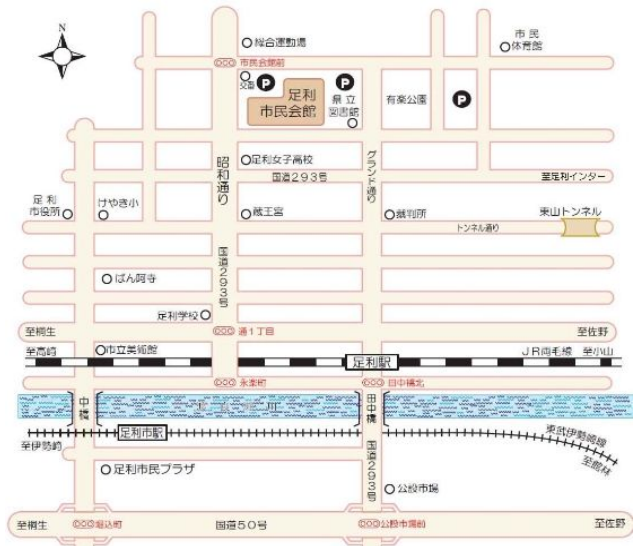 N
総合運動場
市民
体育館
市民会館前
交番
P
P
P
足利
市民会館
県立
図書館
有楽公園
昭和通り
足利女子高校
グランド通り
国道293号
至足利インター
足利
市役所
けやき小
蔵王宮
裁判所
東山トンネル
トンネル通り
国道293号
ばん阿寺
足利学校
至桐生
通1丁目
至佐野
至高崎
市立美術館
足利駅
JR両毛線
至小山
永楽町
田中橋北
中橋
田中橋
足利市駅
至伊勢崎
東武伊勢崎線
至館林
足利市民プラザ
国道293号
公設市場
至桐生
堀込町
国道50号
公設市場前
至佐野